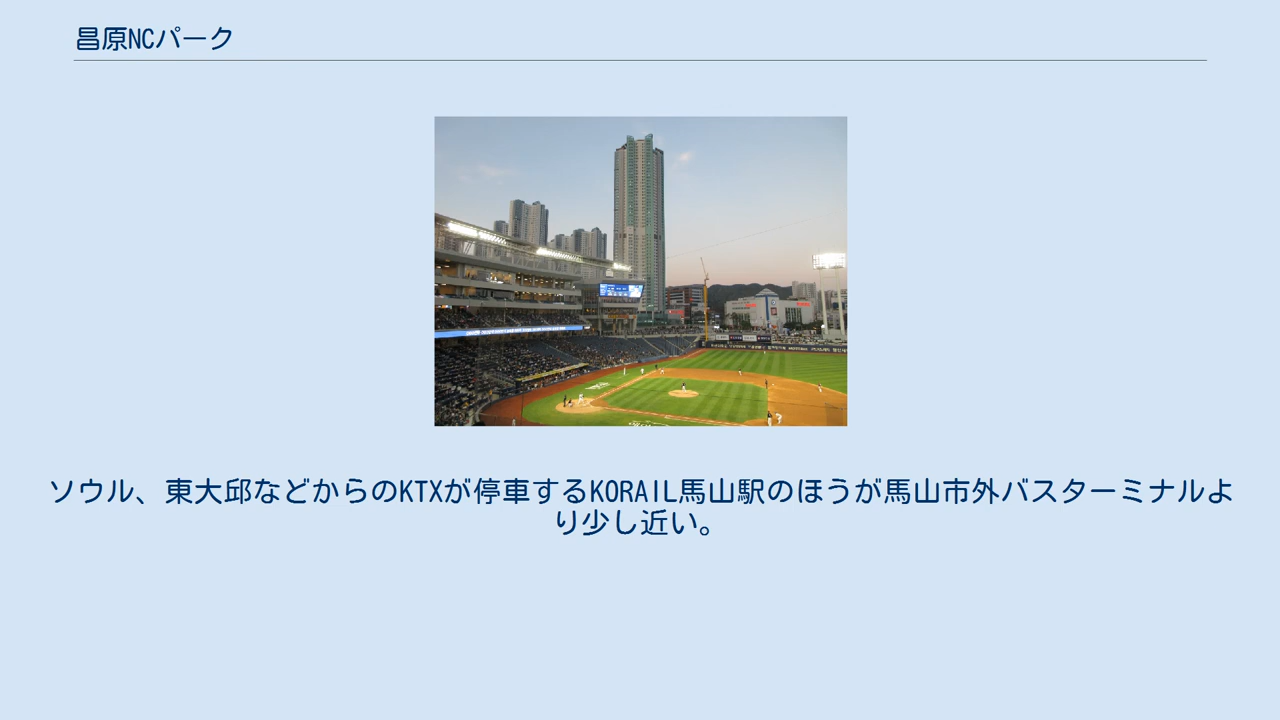 昌原NCパーク
ソウル、東大邱などからのKTXが停車するKORAIL馬山駅のほうが馬山市外バスターミナルよ
り少し近い。